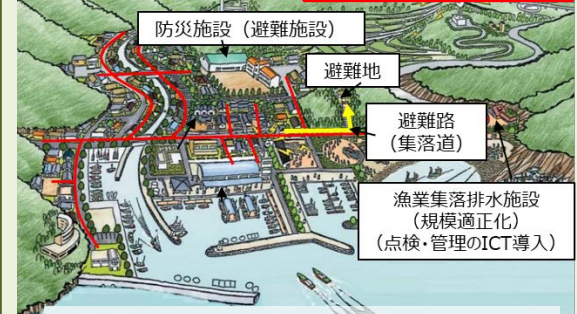 防災施設（避難施設）
避難地
避難路
（集落道）
漁業集落排水施設
（規模適正化）
（点検・管理のICT導入）